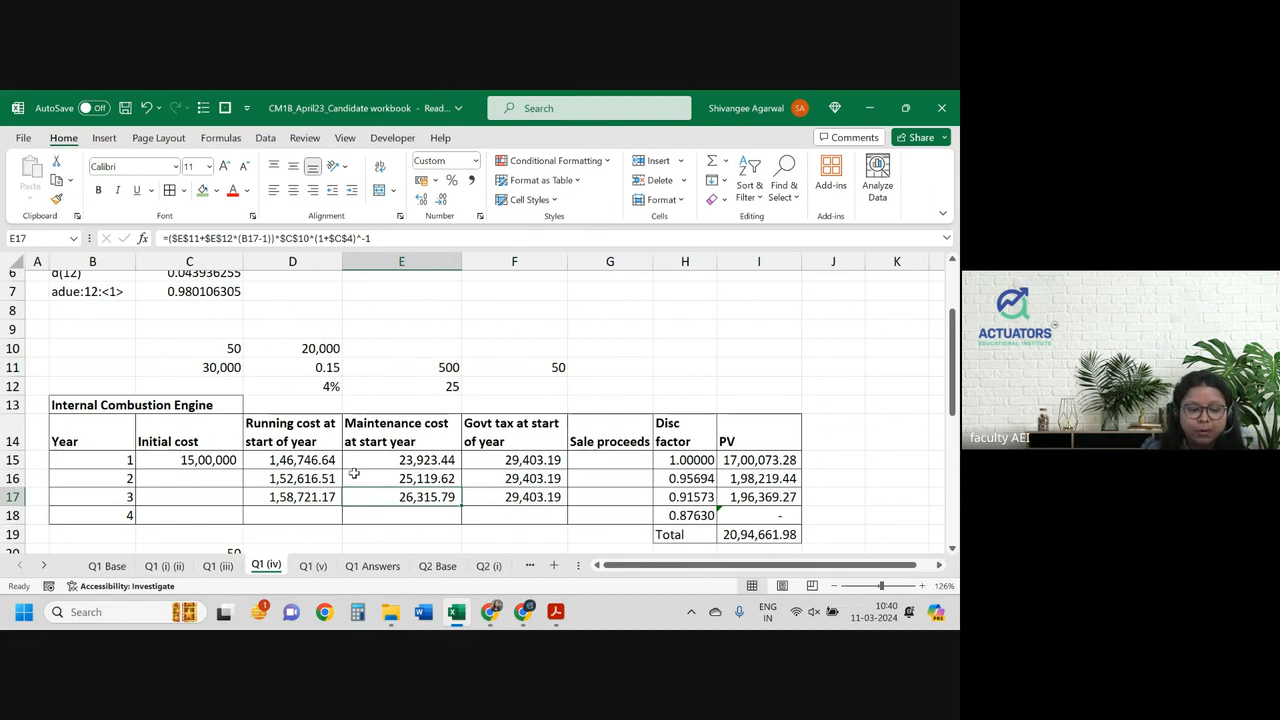 AutoSave Off CM1B_April23_Candidate workbook - Read... Search Shivangee Agarwal SA
File Home Insert Page Layout Formulas Data Review View Developer Help Comments Share
Paste Calibri 11 A A ab Custom Conditional Formatting Insert Sort & Filter Find & Select Add-ins Analyze Data
B I U A % Format as Table Delete
Cell Styles Format
Clipboard Font Alignment Number Styles Cells Editing Add-ins
E17 fx =($E$11+$E$12*(B17-1))*$C$10*(1+$C$4)^-1
A B C D E F G H I J K
6 d(12) 0.043936255
7 adue:12:<1> 0.980106305
8
9
10 50 20,000
11 30,000 0.15 500 50
12 4% 25
13 Internal Combustion Engine
14 Year Initial cost Running cost at start of year Maintenance cost at start year Govt tax at start of year Sale proceeds Disc factor PV
15 1 15,00,000 1,46,746.64 23,923.44 29,403.19 1.00000 17,00,073.28
16 2 1,52,616.51 25,119.62 29,403.19 0.95694 1,98,219.44
17 3 1,58,721.17 26,315.79 29,403.19 0.91573 1,96,369.27
18 4 0.87630 -
19 Total 20,94,661.98
20 50
Q1 Base Q1 (i) (ii) Q1 (iii) Q1 (iv) Q1 (v) Q1 Answers Q2 Base Q2 (i) ...
Ready Accessibility: Investigate 126%
Search 1 ENG IN 10:40 11-03-2024 PRE
ACTUATORS
EDUCATIONAL INSTITUTE
faculty AEI